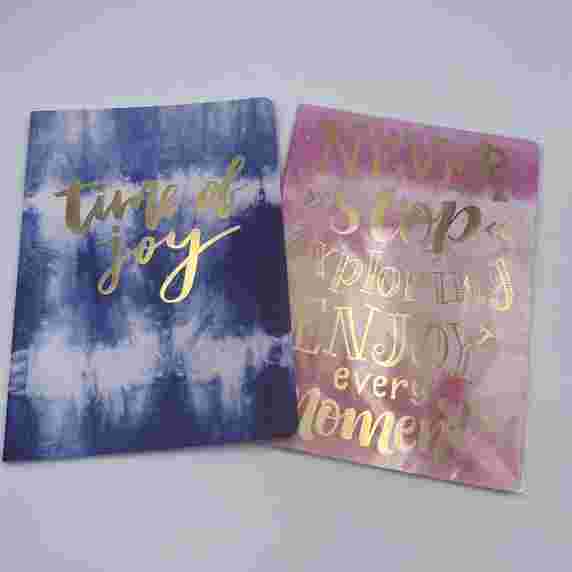 time of
joy
NEVER
stop
Exploring
ENJOY
every
Moment